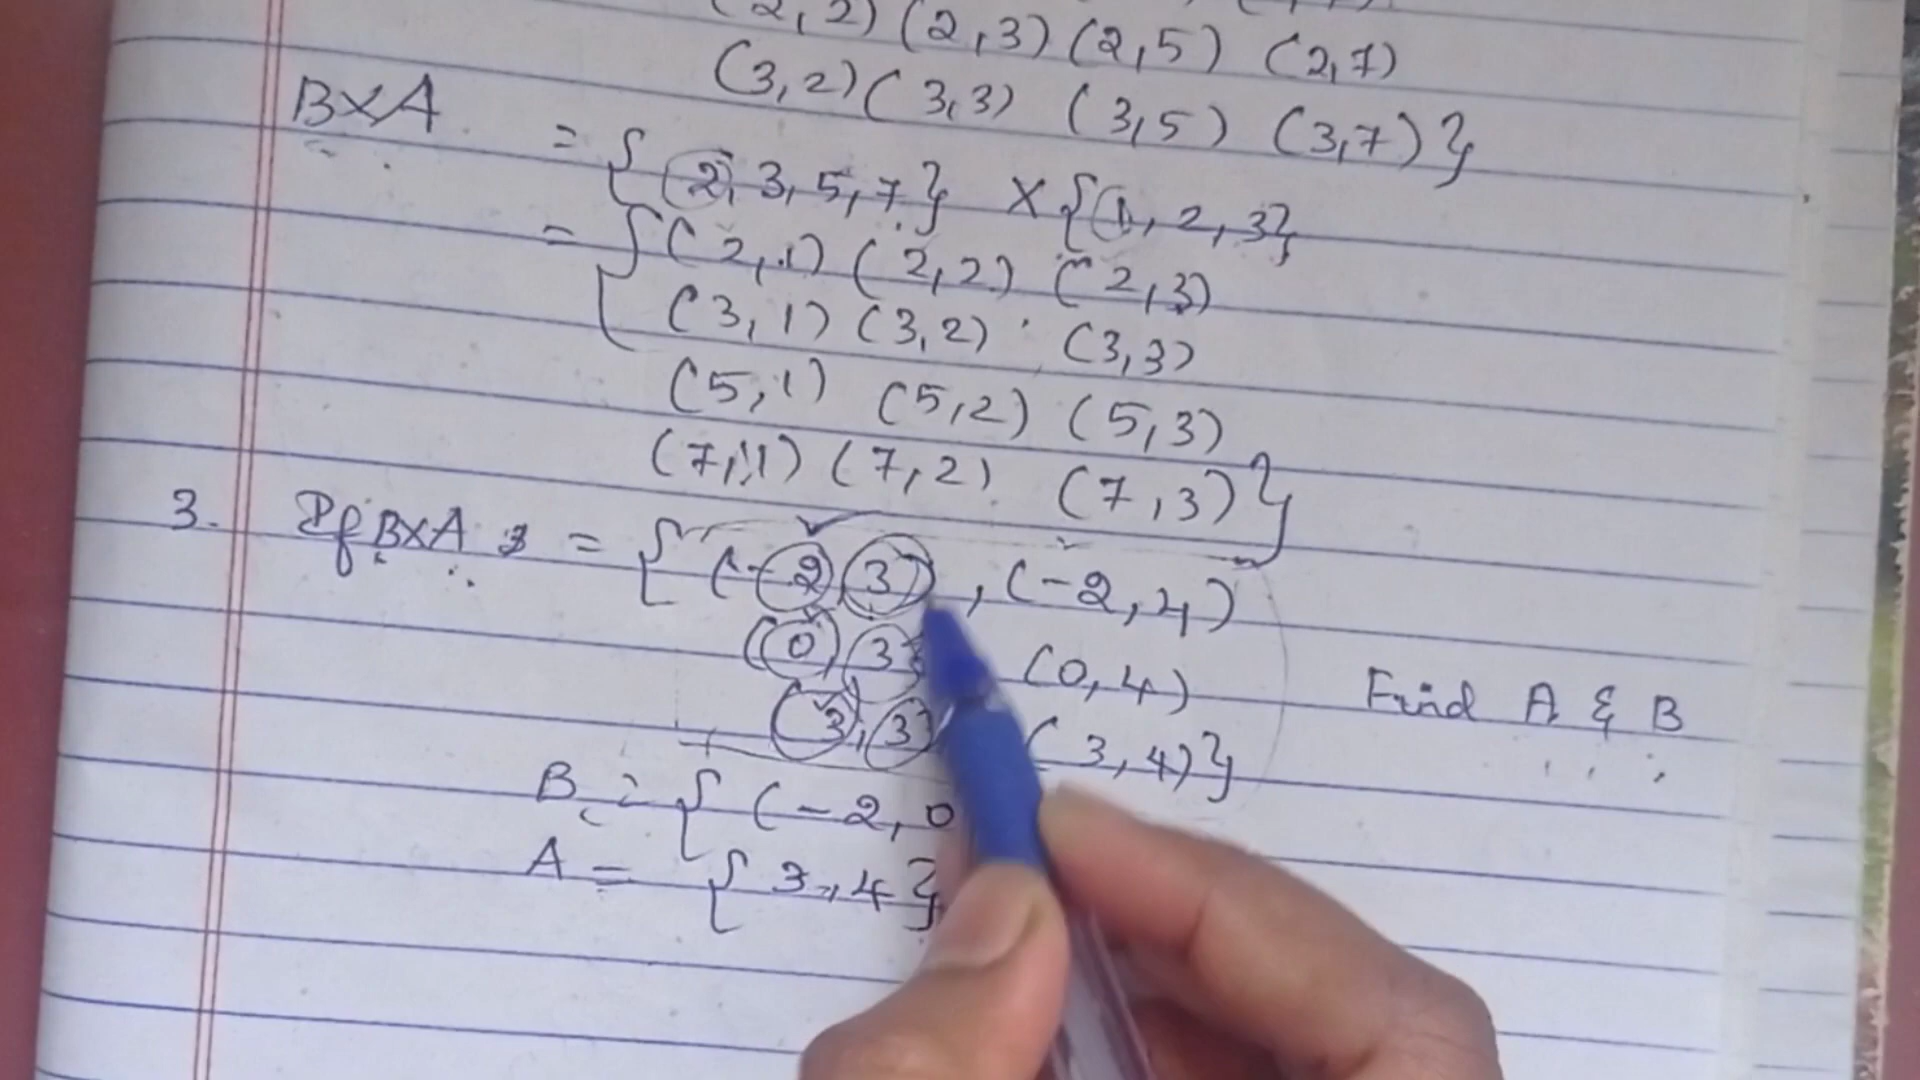 (2,2) (2,3) (2,5) (2,7)
(3,2) (3,3) (3,5) (3,7) }
B×A = { 2, 3, 5, 7 } × { 1, 2, 3 }
= { (2,1) (2,2) (2,3)
(3,1) (3,2) (3,3)
(5,1) (5,2) (5,3)
(7,1) (7,2) (7,3) }
3. If B×A = { (-2,3), (-2,4)
(0,3) (0,4) Find A & B
(3,3) (3,4) }
B = { (-2, 0
A = { 3, 4 }